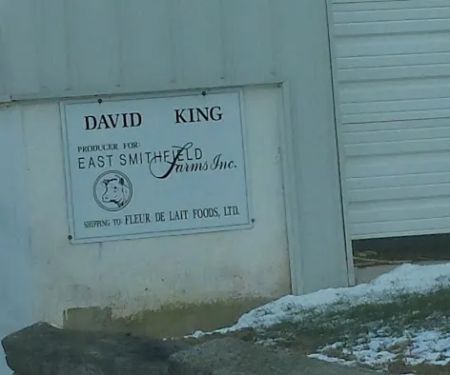 DAVID KING
PRODUCER FOR:
EAST SMITHFIELD
Farms Inc.
SHIPPING TO: FLEUR DE LAIT FOODS, LTD.